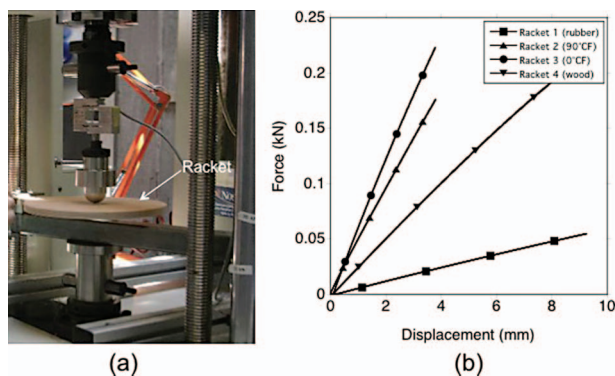 Racket
(a)
Force (kN)
0.25
0.2
0.15
0.1
0.05
0
Racket 1 (rubber)
Racket 2 (90°CF)
Racket 3 (0°CF)
Racket 4 (wood)
0 2 4 6 8 10
Displacement (mm)
(b)